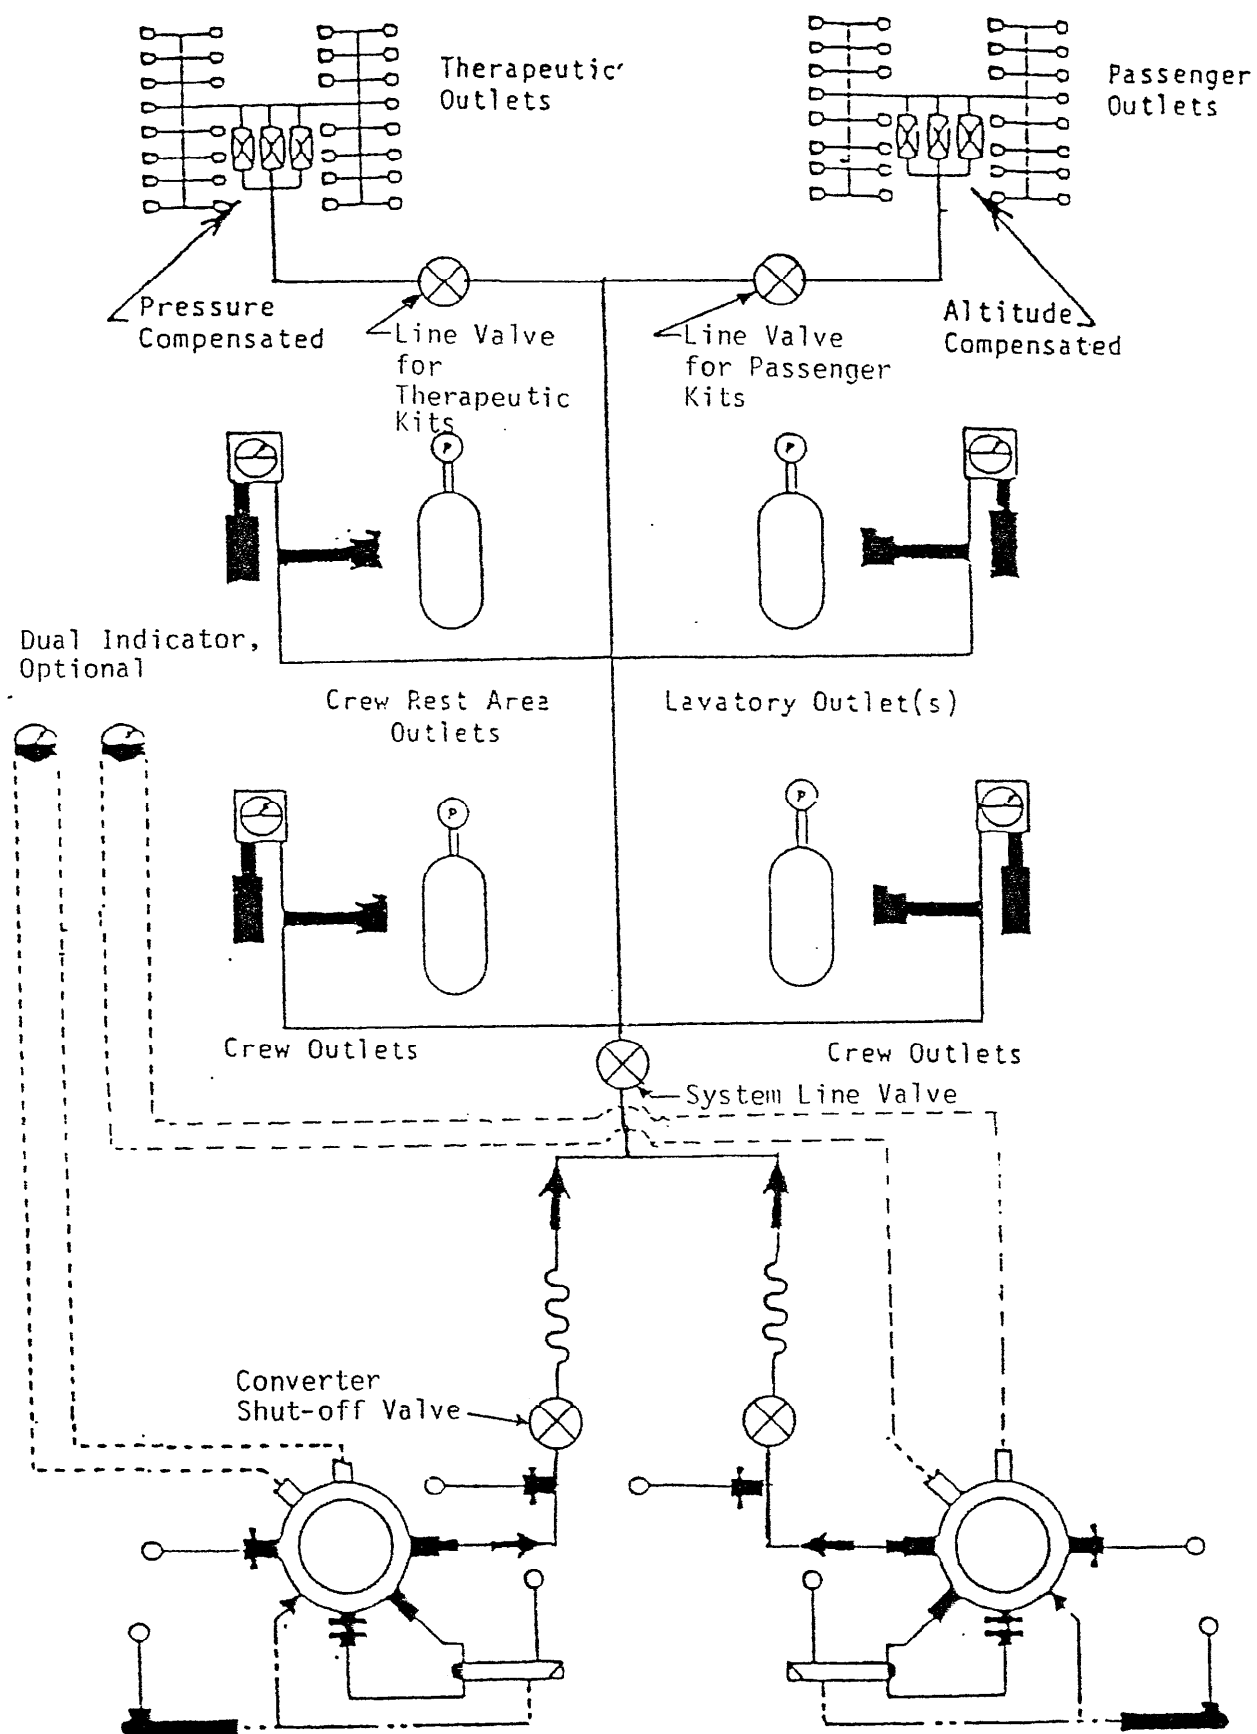 Therapeutic
Outlets
Passenger
Outlets
Pressure
Compensated
Line Valve
for
Therapeutic
Kits
Line Valve
for Passenger
Kits
Altitude
Compensated
P
P
Dual Indicator,
Optional
Crew Rest Area
Outlets
Lavatory Outlet(s)
P
P
Crew Outlets
Crew Outlets
System Line Valve
Converter
Shut-off Valve